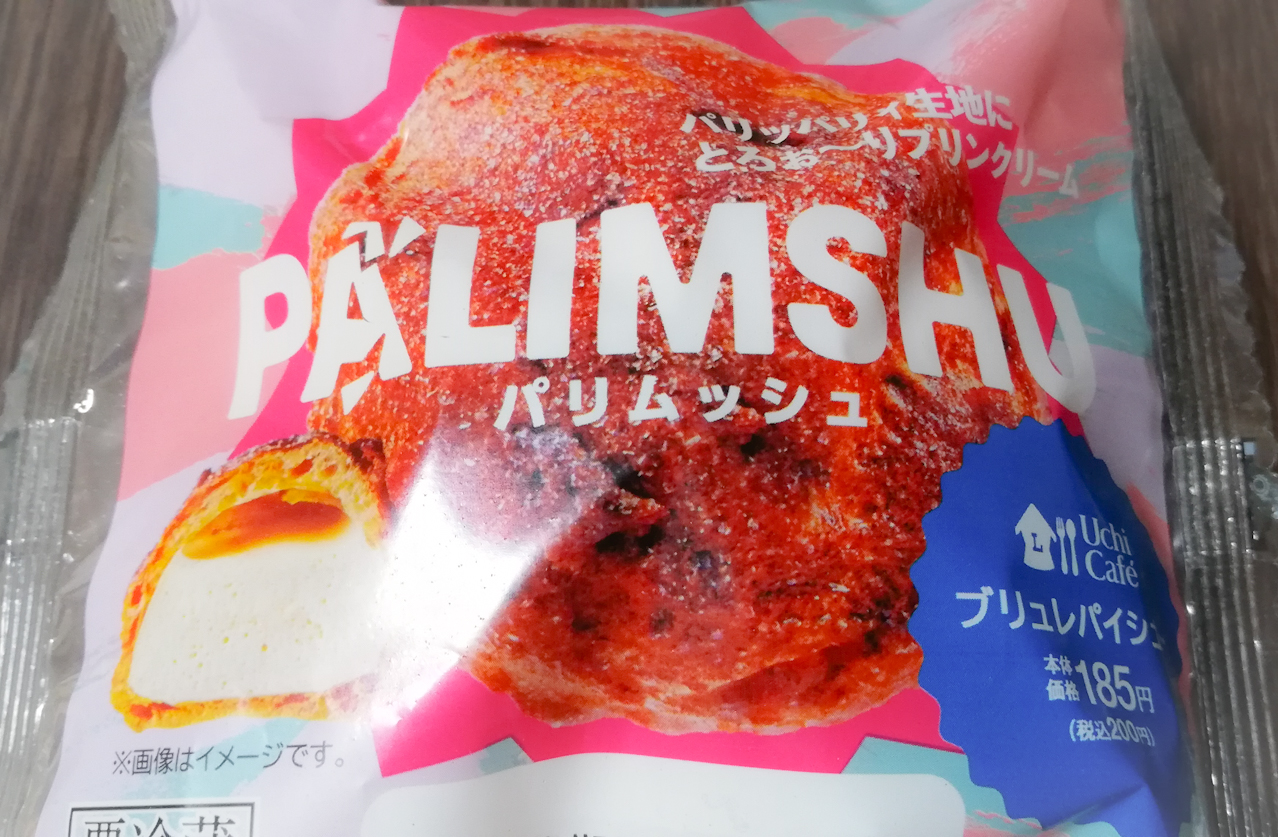 パリッパリィ生地に
とろぉ〜りプリンクリーム
PALIMSHU
パリムッシュ
Uchi
Café
ブリュレパイシュ
本体
価格 185円
(税込200円)
※画像はイメージです。
要冷蔵